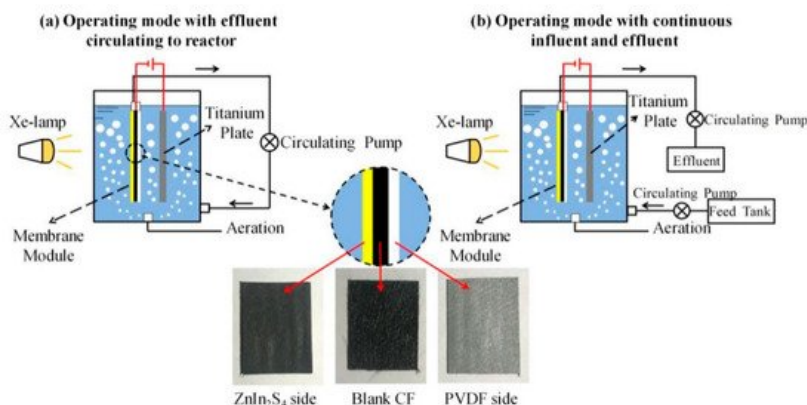 (a) Operating mode with effluent
circulating to reactor
Xe-lamp
Titanium
Plate
Circulating Pump
Membrane
Module
Aeration
(b) Operating mode with continuous
influent and effluent
Xe-lamp
Titanium
Plate
Circulating Pump
Effluent
Circulating Pump
Feed Tank
Membrane
Module
Aeration
ZnIn₂S₄ side
Blank CF
PVDF side